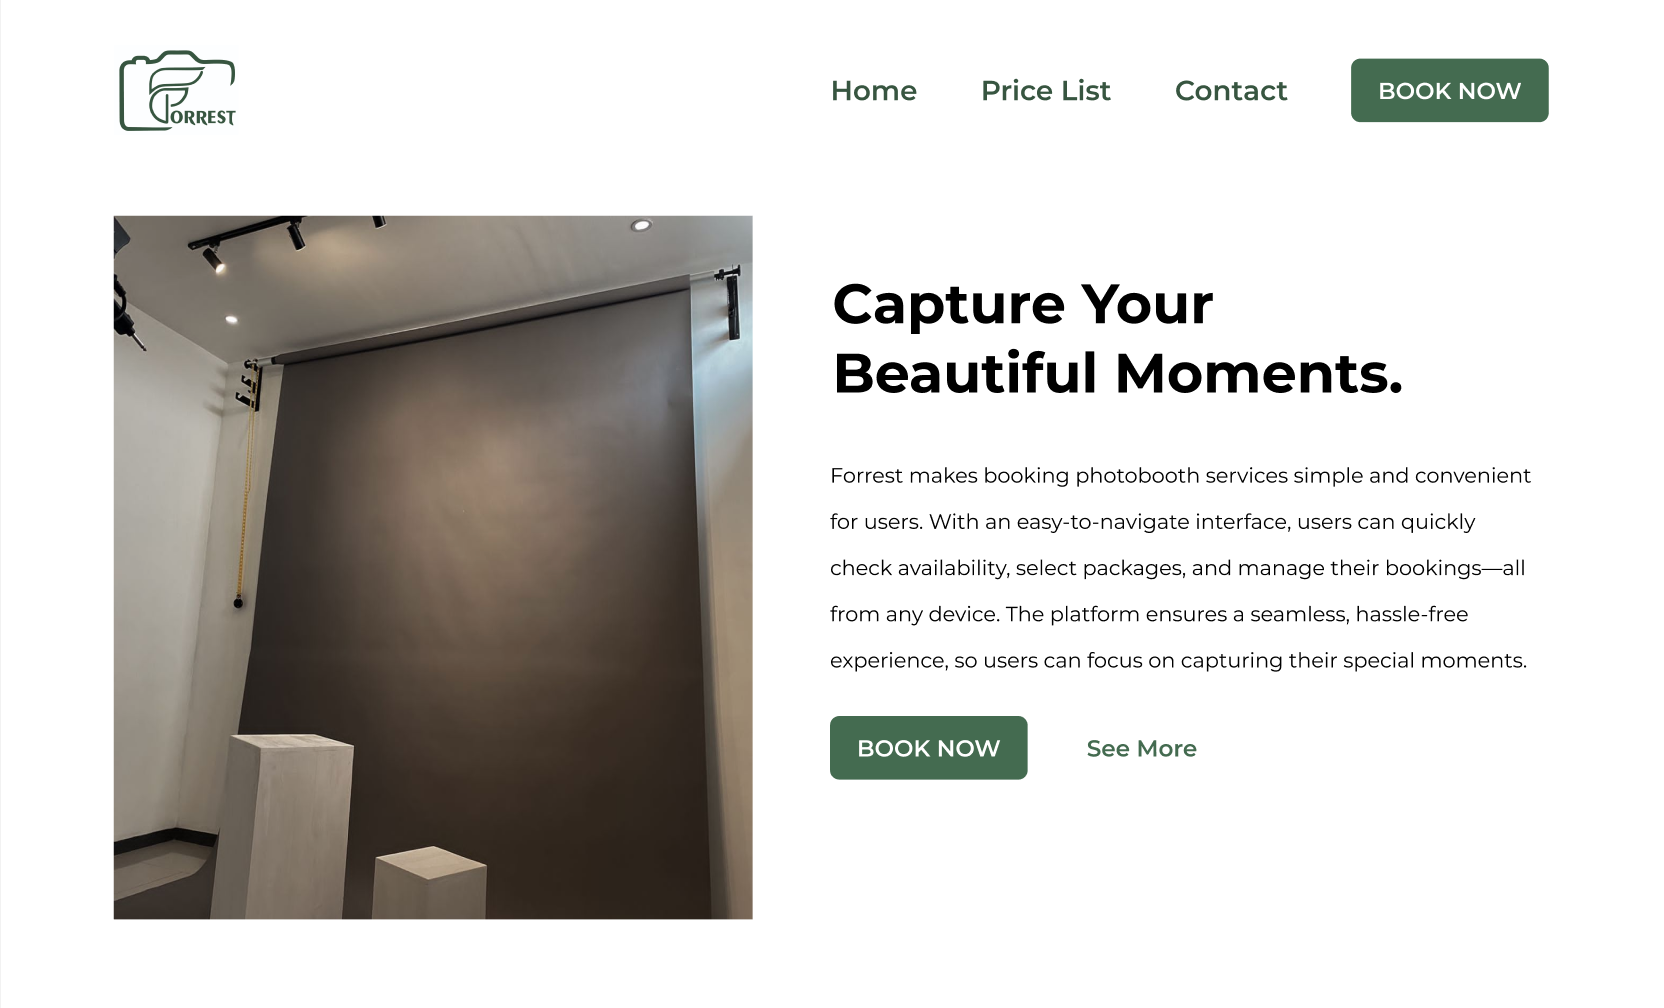 FORREST
Home
Price List
Contact
BOOK NOW
Capture Your
Beautiful Moments.
Forrest makes booking photobooth services simple and convenient
for users. With an easy-to-navigate interface, users can quickly
check availability, select packages, and manage their bookings—all
from any device. The platform ensures a seamless, hassle-free
experience, so users can focus on capturing their special moments.
BOOK NOW
See More